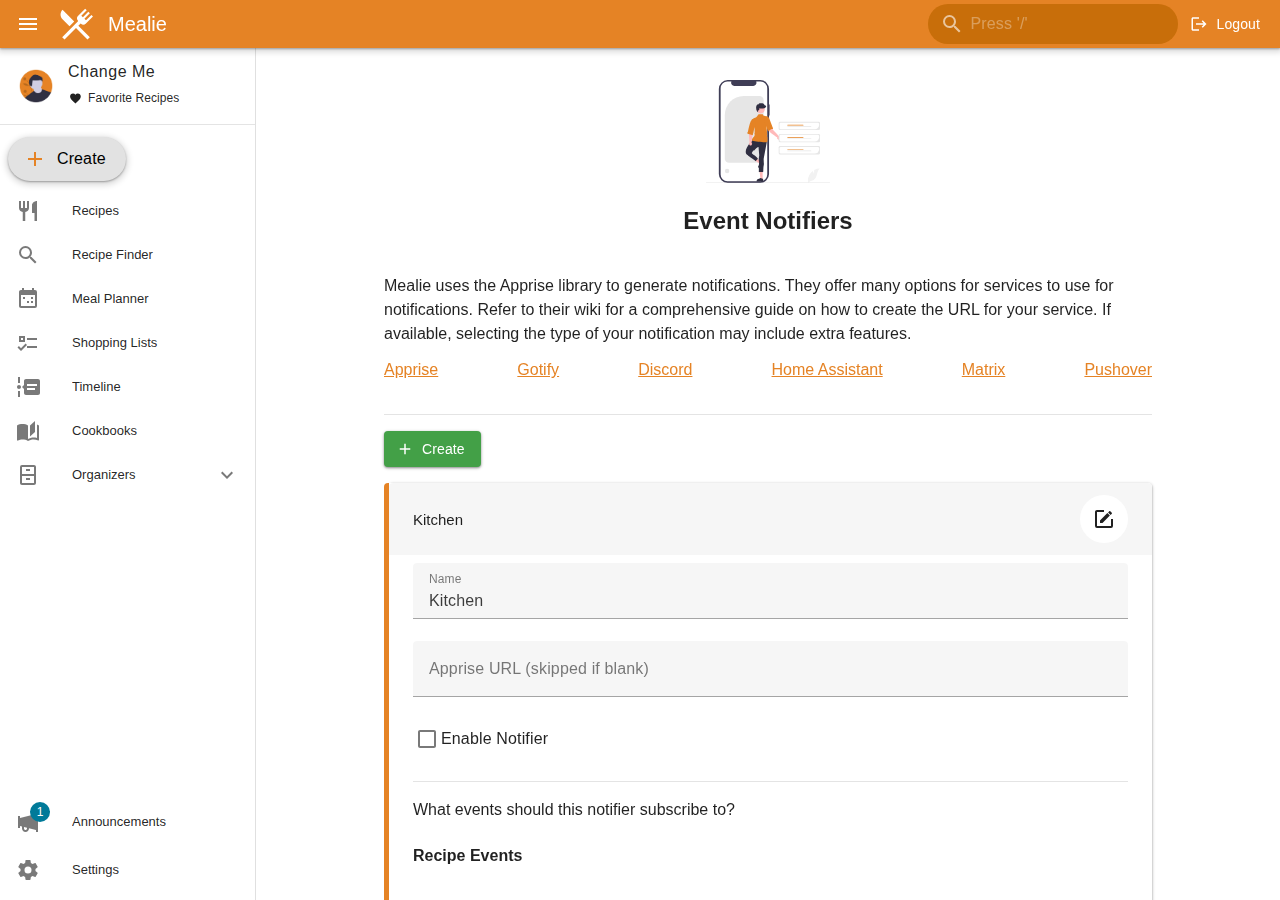 Mealie
Press '/'
Logout
Change Me
Favorite Recipes
Create
Recipes
Recipe Finder
Meal Planner
Shopping Lists
Timeline
Cookbooks
Organizers
1
Announcements
Settings
Event Notifiers
Mealie uses the Apprise library to generate notifications. They offer many options for services to use for
notifications. Refer to their wiki for a comprehensive guide on how to create the URL for your service. If
available, selecting the type of your notification may include extra features.
Apprise Gotify Discord Home Assistant Matrix Pushover
Create
Kitchen
Name
Kitchen
Apprise URL (skipped if blank)
Enable Notifier
What events should this notifier subscribe to?
Recipe Events